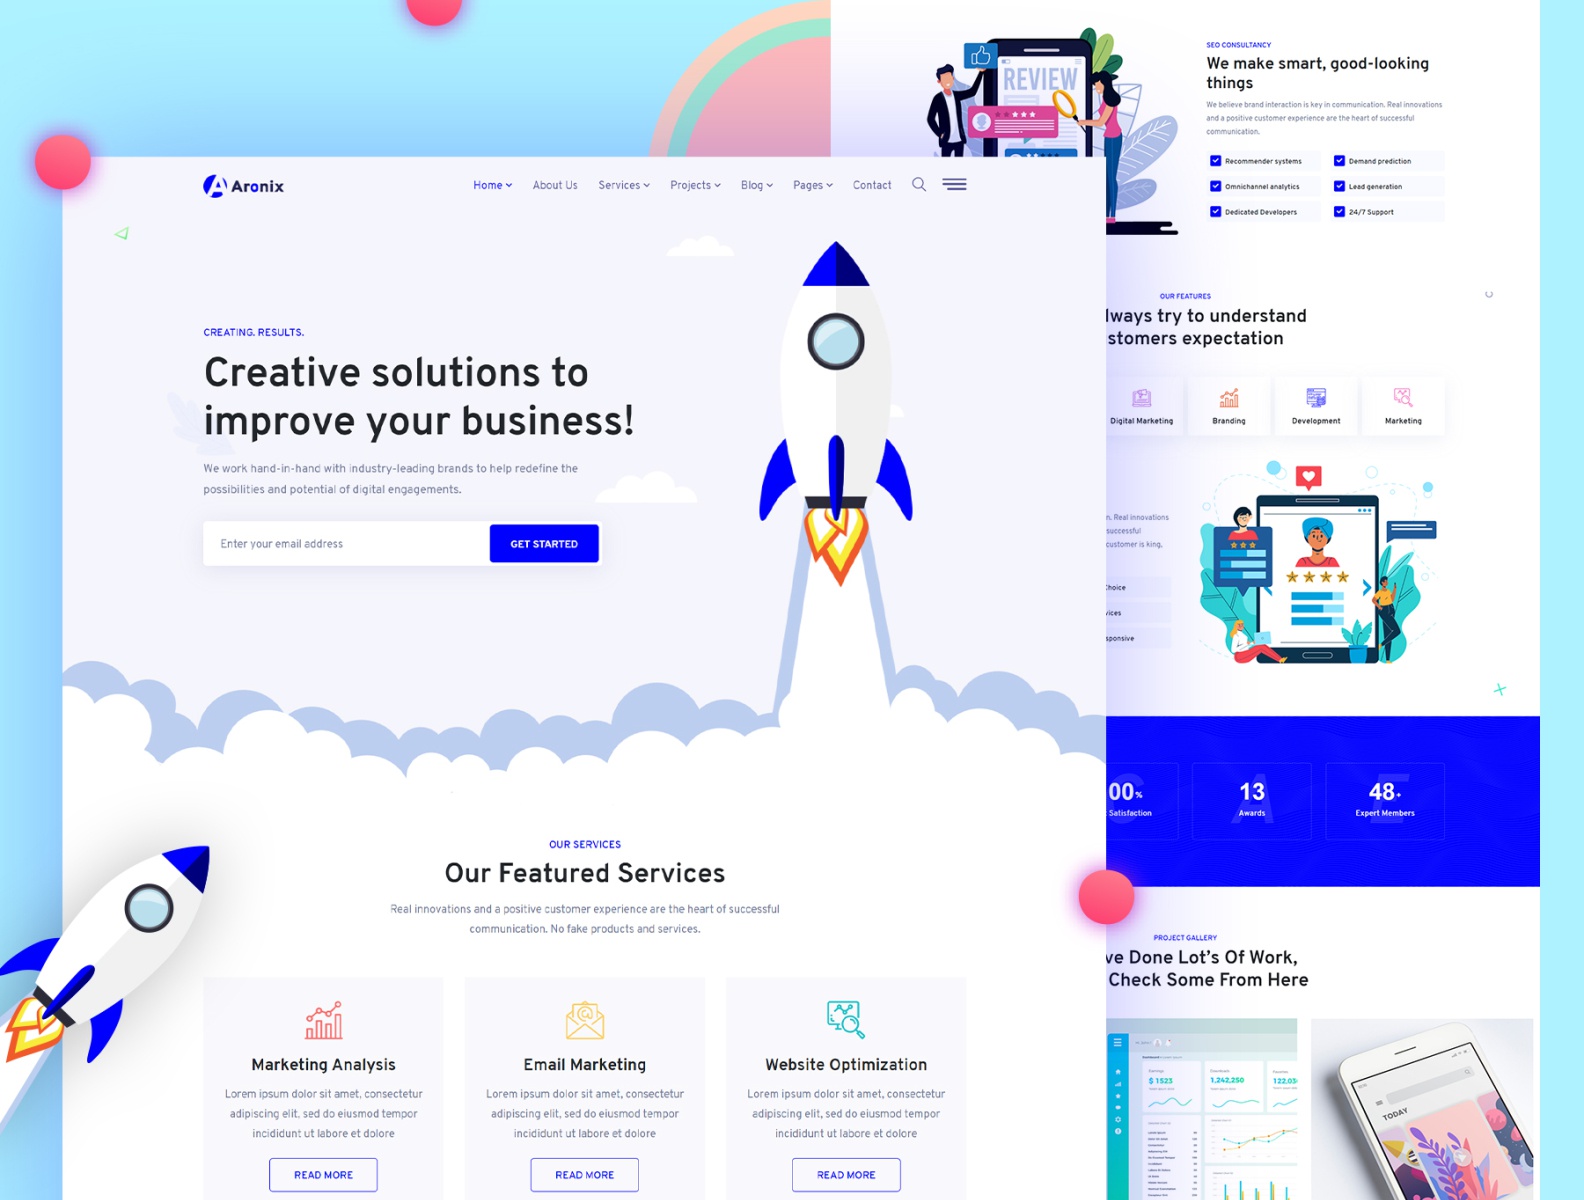 Aronix
Home
About Us
Services
Projects
Blog
Pages
Contact
CREATING. RESULTS.
Creative solutions to
improve your business!
We work hand-in-hand with industry-leading brands to help redefine the
possibilities and potential of digital engagements.
Enter your email address
GET STARTED
OUR SERVICES
Our Featured Services
Real innovations and a positive customer experience are the heart of successful
communication. No fake products and services.
Marketing Analysis
Lorem ipsum dolor sit amet, consectetur
adipiscing elit, sed do eiusmod tempor
incididunt ut labore et dolore
READ MORE
Email Marketing
Lorem ipsum dolor sit amet, consectetur
adipiscing elit, sed do eiusmod tempor
incididunt ut labore et dolore
READ MORE
Website Optimization
Lorem ipsum dolor sit amet, consectetur
adipiscing elit, sed do eiusmod tempor
incididunt ut labore et dolore
READ MORE
REVIEW
SEO CONSULTANCY
We make smart, good-looking
things
We believe brand interaction is key in communication. Real innovations
and a positive customer experience are the heart of successful
communication.
Recommender systems
Demand prediction
Omnichannel analytics
Lead generation
Dedicated Developers
24/7 Support
OUR FEATURES
lways try to understand
stomers expectation
Digital Marketing
Branding
Development
Marketing
n. Real innovations
successful
customer is king.
Choice
vices
sponsive
00%
Satisfaction
13
Awards
48+
Expert Members
PROJECT GALLERY
ve Done Lot's Of Work,
Check Some From Here
Earnings
$ 1523
Downloads
1,242,250
Favorites
122,03
TODAY